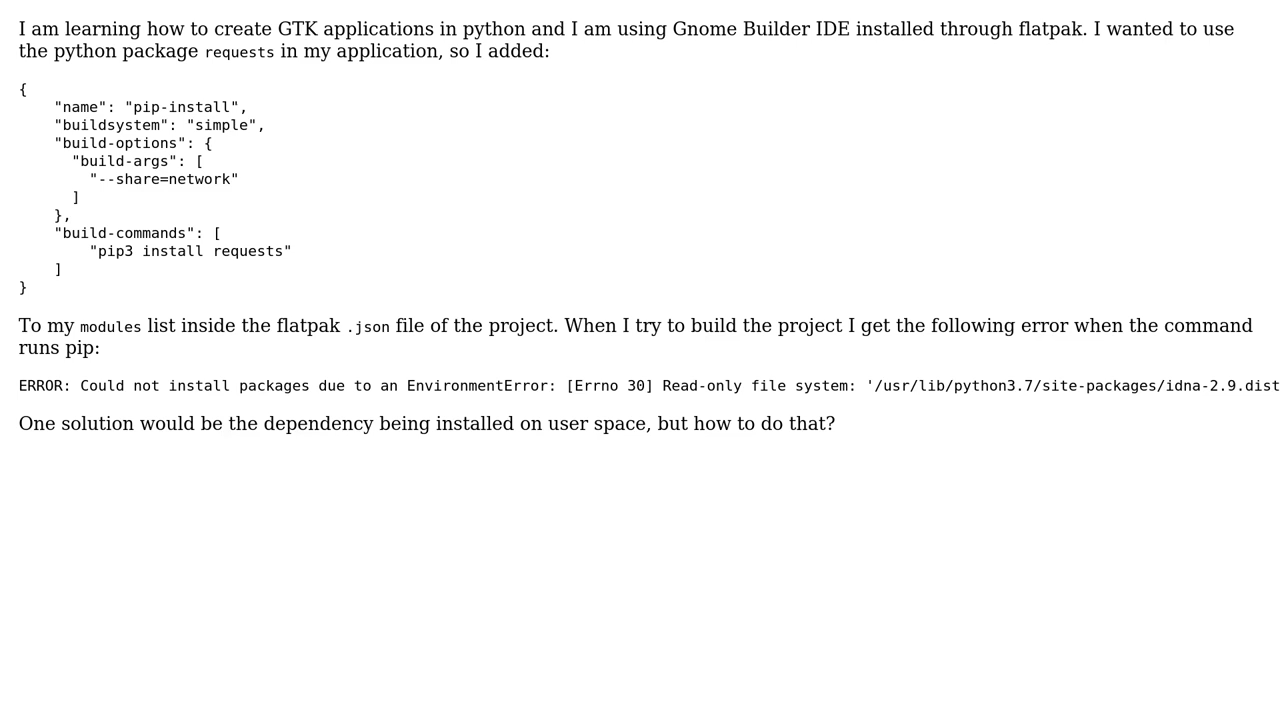 I am learning how to create GTK applications in python and I am using Gnome Builder IDE installed through flatpak. I wanted to use
the python package requests in my application, so I added:
{
    "name": "pip-install",
    "buildsystem": "simple",
    "build-options": {
      "build-args": [
        "--share=network"
      ]
    },
    "build-commands": [
        "pip3 install requests"
    ]
}
To my modules list inside the flatpak .json file of the project. When I try to build the project I get the following error when the command
runs pip:
ERROR: Could not install packages due to an EnvironmentError: [Errno 30] Read-only file system: '/usr/lib/python3.7/site-packages/idna-2.9.dist
One solution would be the dependency being installed on user space, but how to do that?